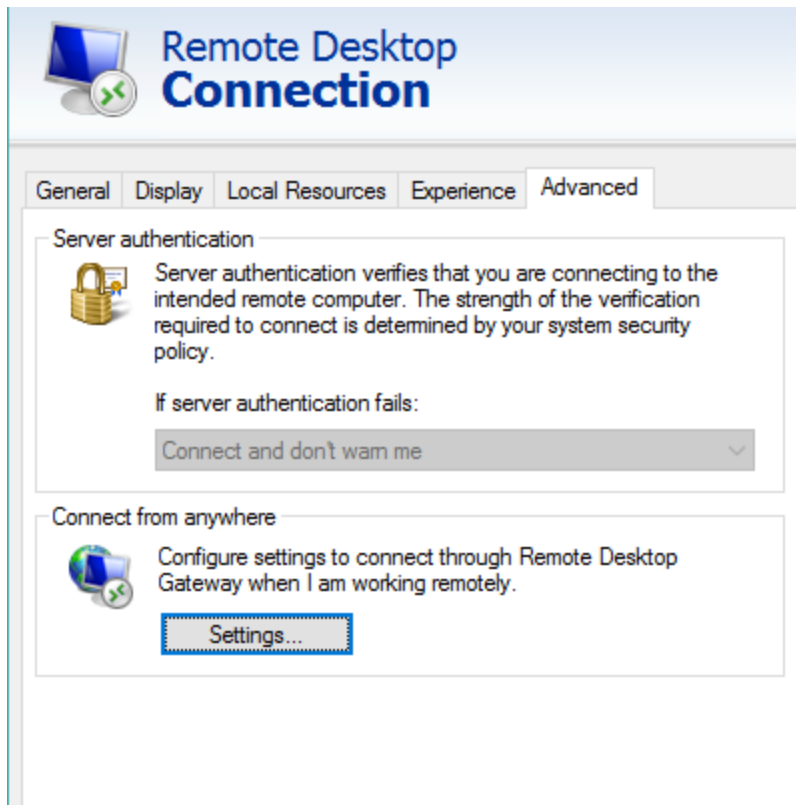 Remote Desktop
Connection
General Display Local Resources Experience Advanced
Server authentication
Server authentication verifies that you are connecting to the
intended remote computer. The strength of the verification
required to connect is determined by your system security
policy.
If server authentication fails:
Connect and don't warn me
Connect from anywhere
Configure settings to connect through Remote Desktop
Gateway when I am working remotely.
Settings...